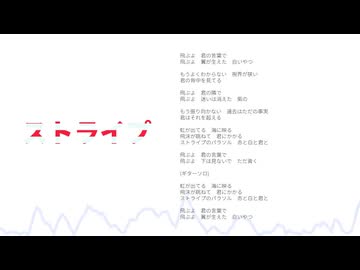 ストライプ
飛ぶよ　君の言葉で
飛ぶよ　翼が生えた　白いやつ
もうよくわからない　視界が狭い
君の背中を見てる
飛ぶよ　君の隣で
飛ぶよ　迷いは消えた　紫の
もう振り向かない　過去はただの事実
君はそれを超える
虹が出てる　海に映る
飛沫が跳ねて　君にかかる
ストライプのパラソル　赤と白と君と
飛ぶよ　君の言葉で
飛ぶよ　下は見ないで　ただ青く
(ギターソロ)
虹が出てる　海に映る
飛沫が跳ねて　君にかかる
ストライプのパラソル　赤と白と君と
飛ぶよ　君の言葉で
飛ぶよ　翼が生えた　白いやつ